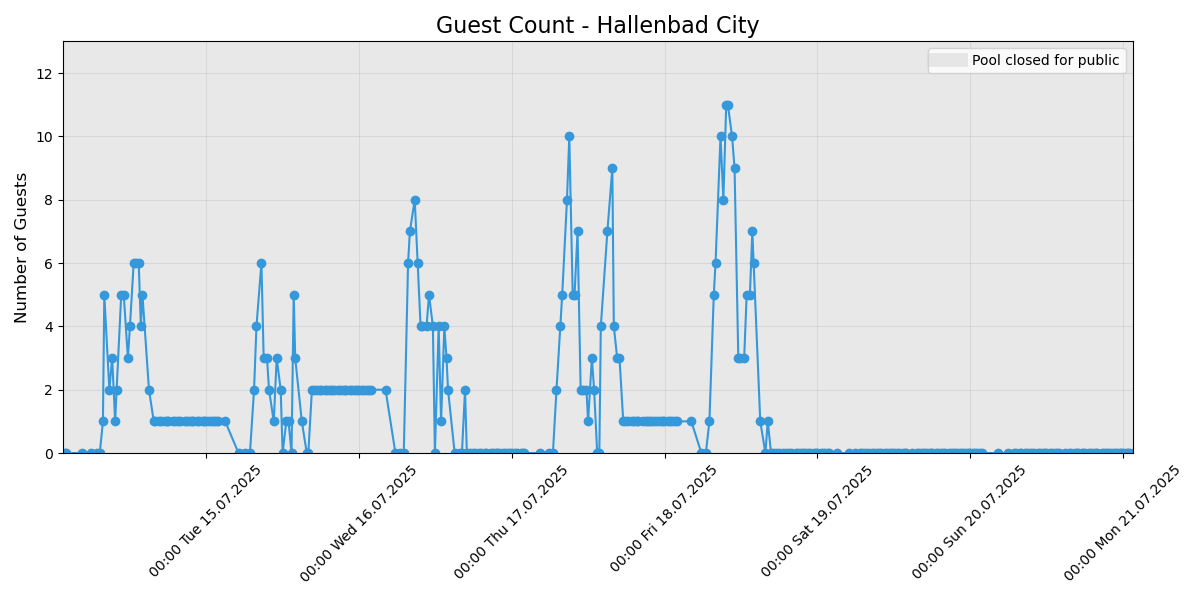 Guest Count - Hallenbad City
Pool closed for public
Number of Guests
12
10
8
6
4
2
0
00:00 Tue 15.07.2025
00:00 Wed 16.07.2025
00:00 Thu 17.07.2025
00:00 Fri 18.07.2025
00:00 Sat 19.07.2025
00:00 Sun 20.07.2025
00:00 Mon 21.07.2025